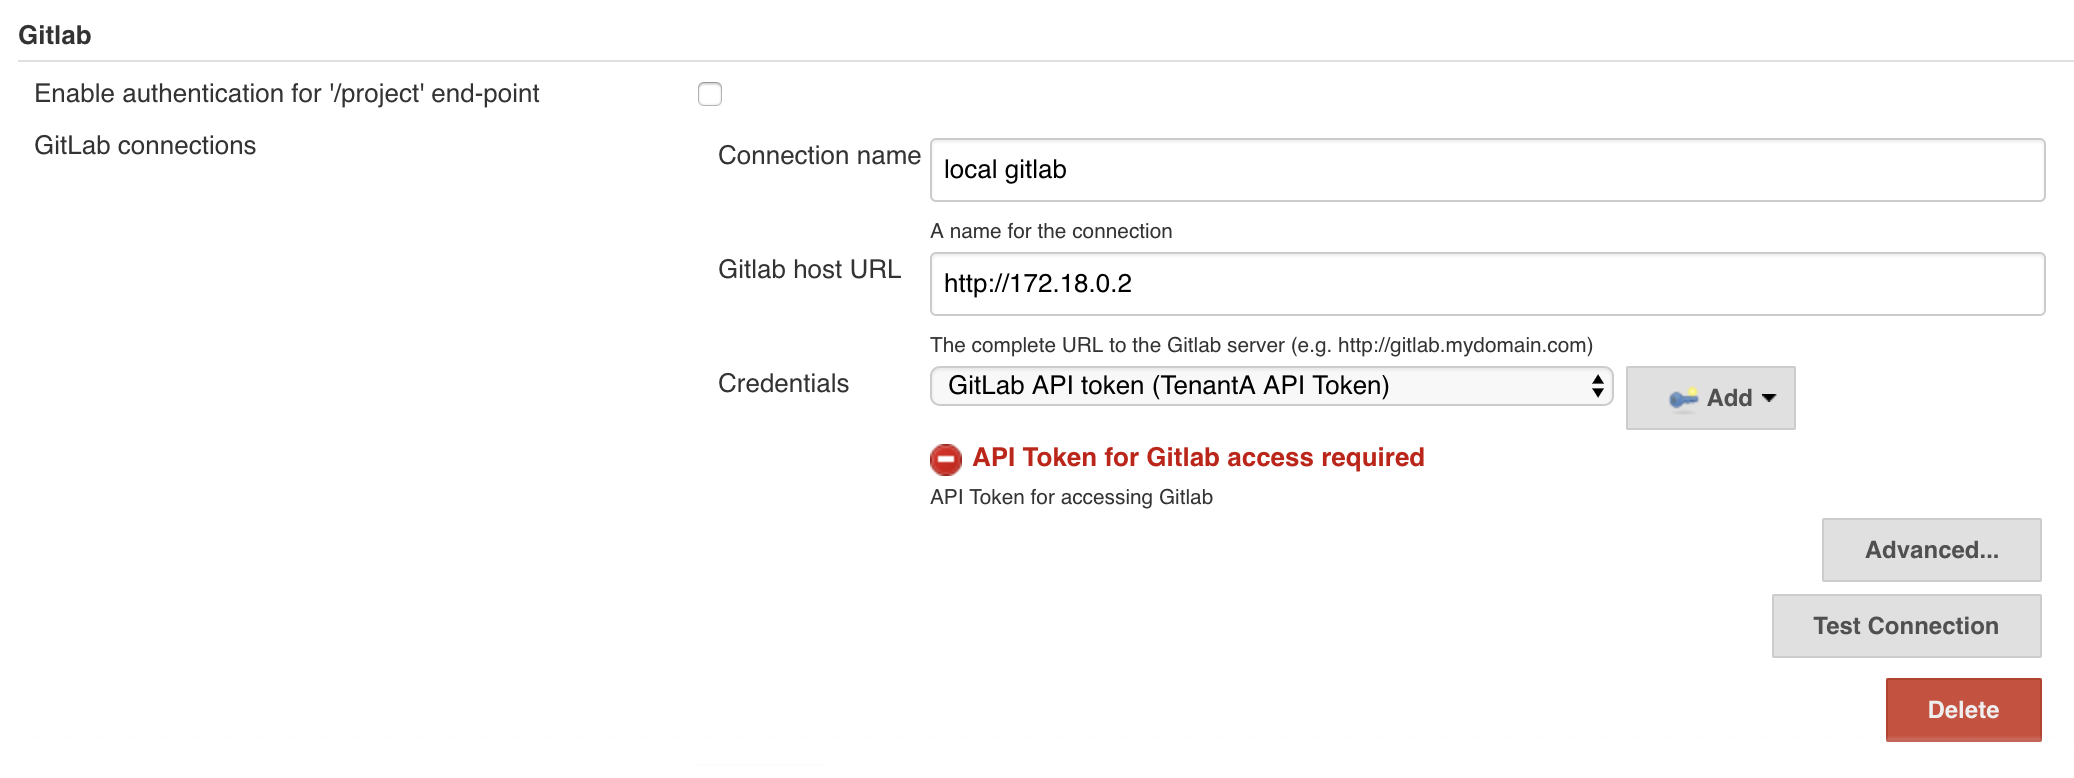 Gitlab
Enable authentication for '/project' end-point
GitLab connections
Connection name
local gitlab
A name for the connection
Gitlab host URL
http://172.18.0.2
The complete URL to the Gitlab server (e.g. http://gitlab.mydomain.com)
Credentials
GitLab API token (TenantA API Token)
Add
API Token for Gitlab access required
API Token for accessing Gitlab
Advanced...
Test Connection
Delete